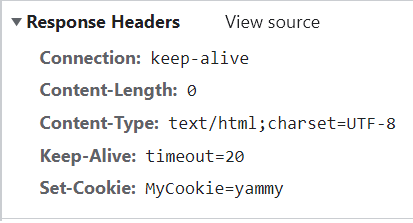 Response Headers View source
Connection: keep-alive
Content-Length: 0
Content-Type: text/html;charset=UTF-8
Keep-Alive: timeout=20
Set-Cookie: MyCookie=yammy